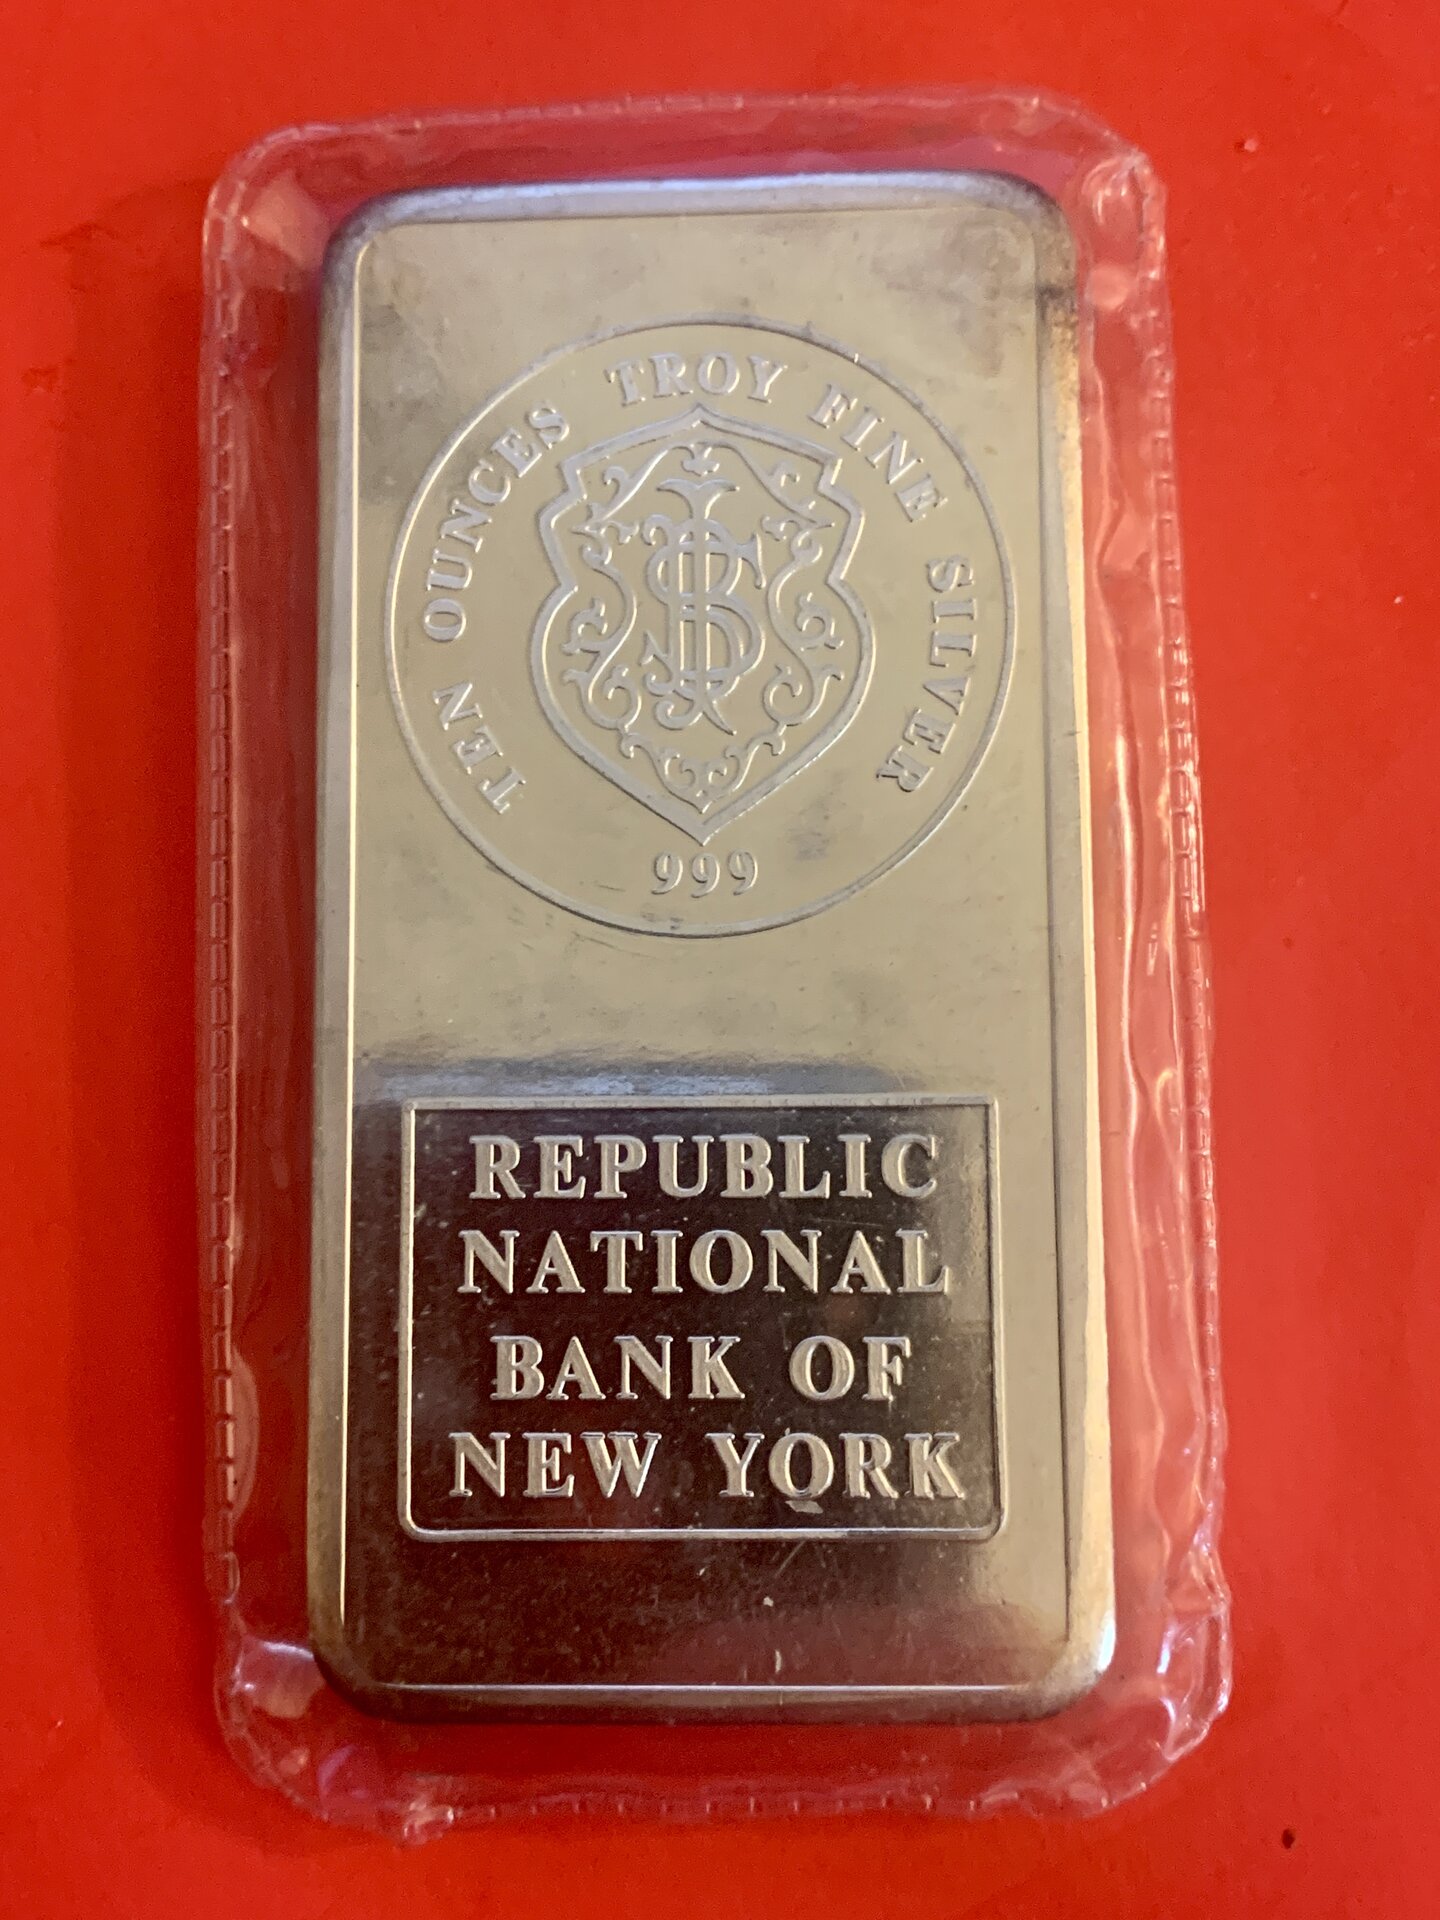 TEN OUNCES TROY FINE SILVER
999
REPUBLIC
NATIONAL
BANK OF
NEW YORK